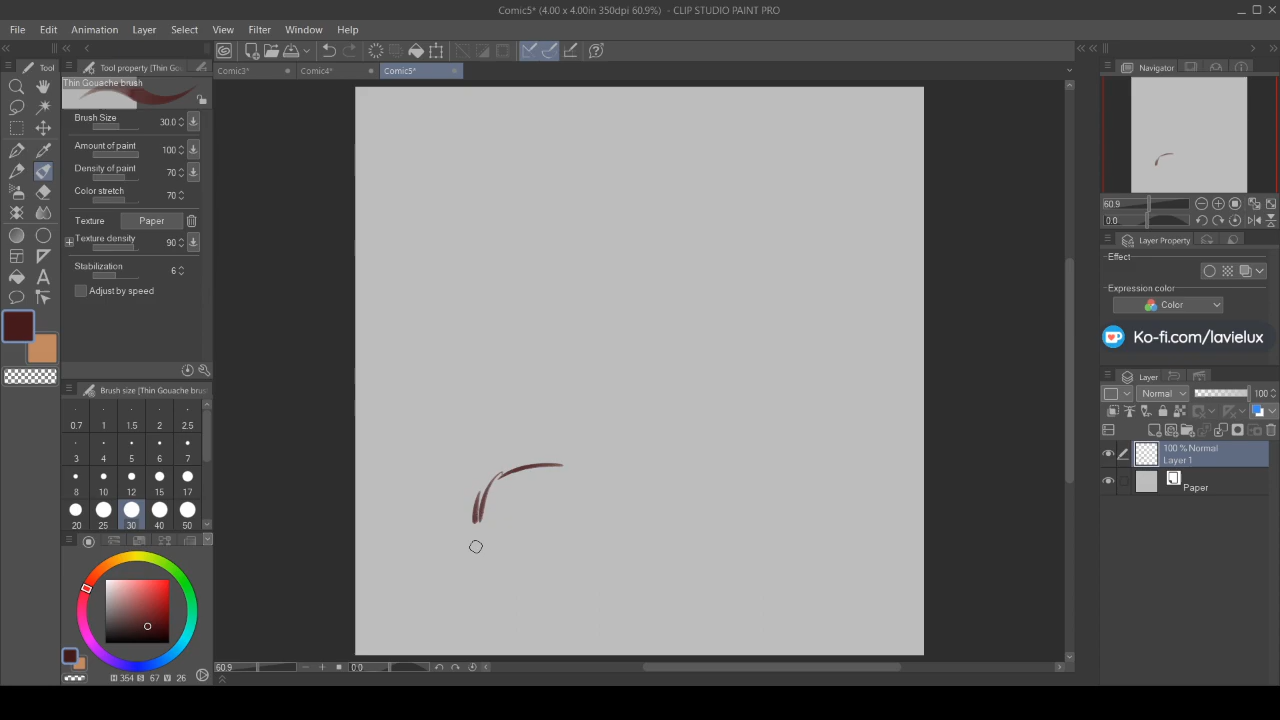 Comic5* (4.00 x 4.00in 350dpi 60.9%) - CLIP STUDIO PAINT PRO
File Edit Animation Layer Select View Filter Window Help
Tool
Tool property [Thin Go
Comic3* Comic4* Comic5*
Navigator
Thin Gouache brush
Brush Size 30.0
Amount of paint 100
Density of paint 70
Color stretch 70
Texture Paper
Texture density 90
Stabilization 6
Adjust by speed
60.9
0.0
Layer Property
Effect
Expression color
Color
Ko-fi.com/lavielux
Layer
Normal 100
100 % Normal
Layer 1
Paper
Brush size [Thin Gouache brus
0.7 1 1.5 2 2.5
3 4 5 6 7
8 10 12 15 17
20 25 30 40 50
H 354 S 67 V 26
60.9 0.0